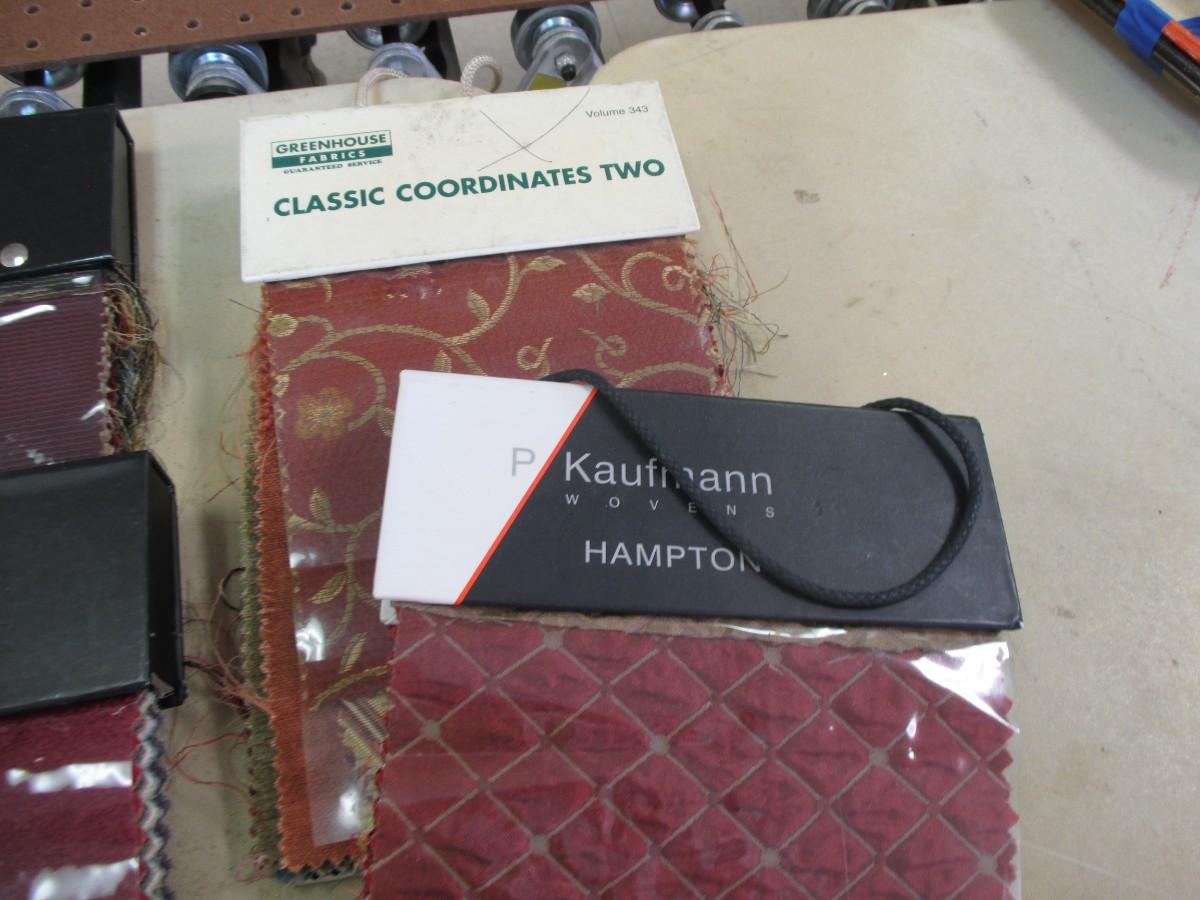 Volume 343
GREENHOUSE
FABRICS
GUARANTEED SERVICE
CLASSIC COORDINATES TWO
P Kaufmann
WOVENS
HAMPTON